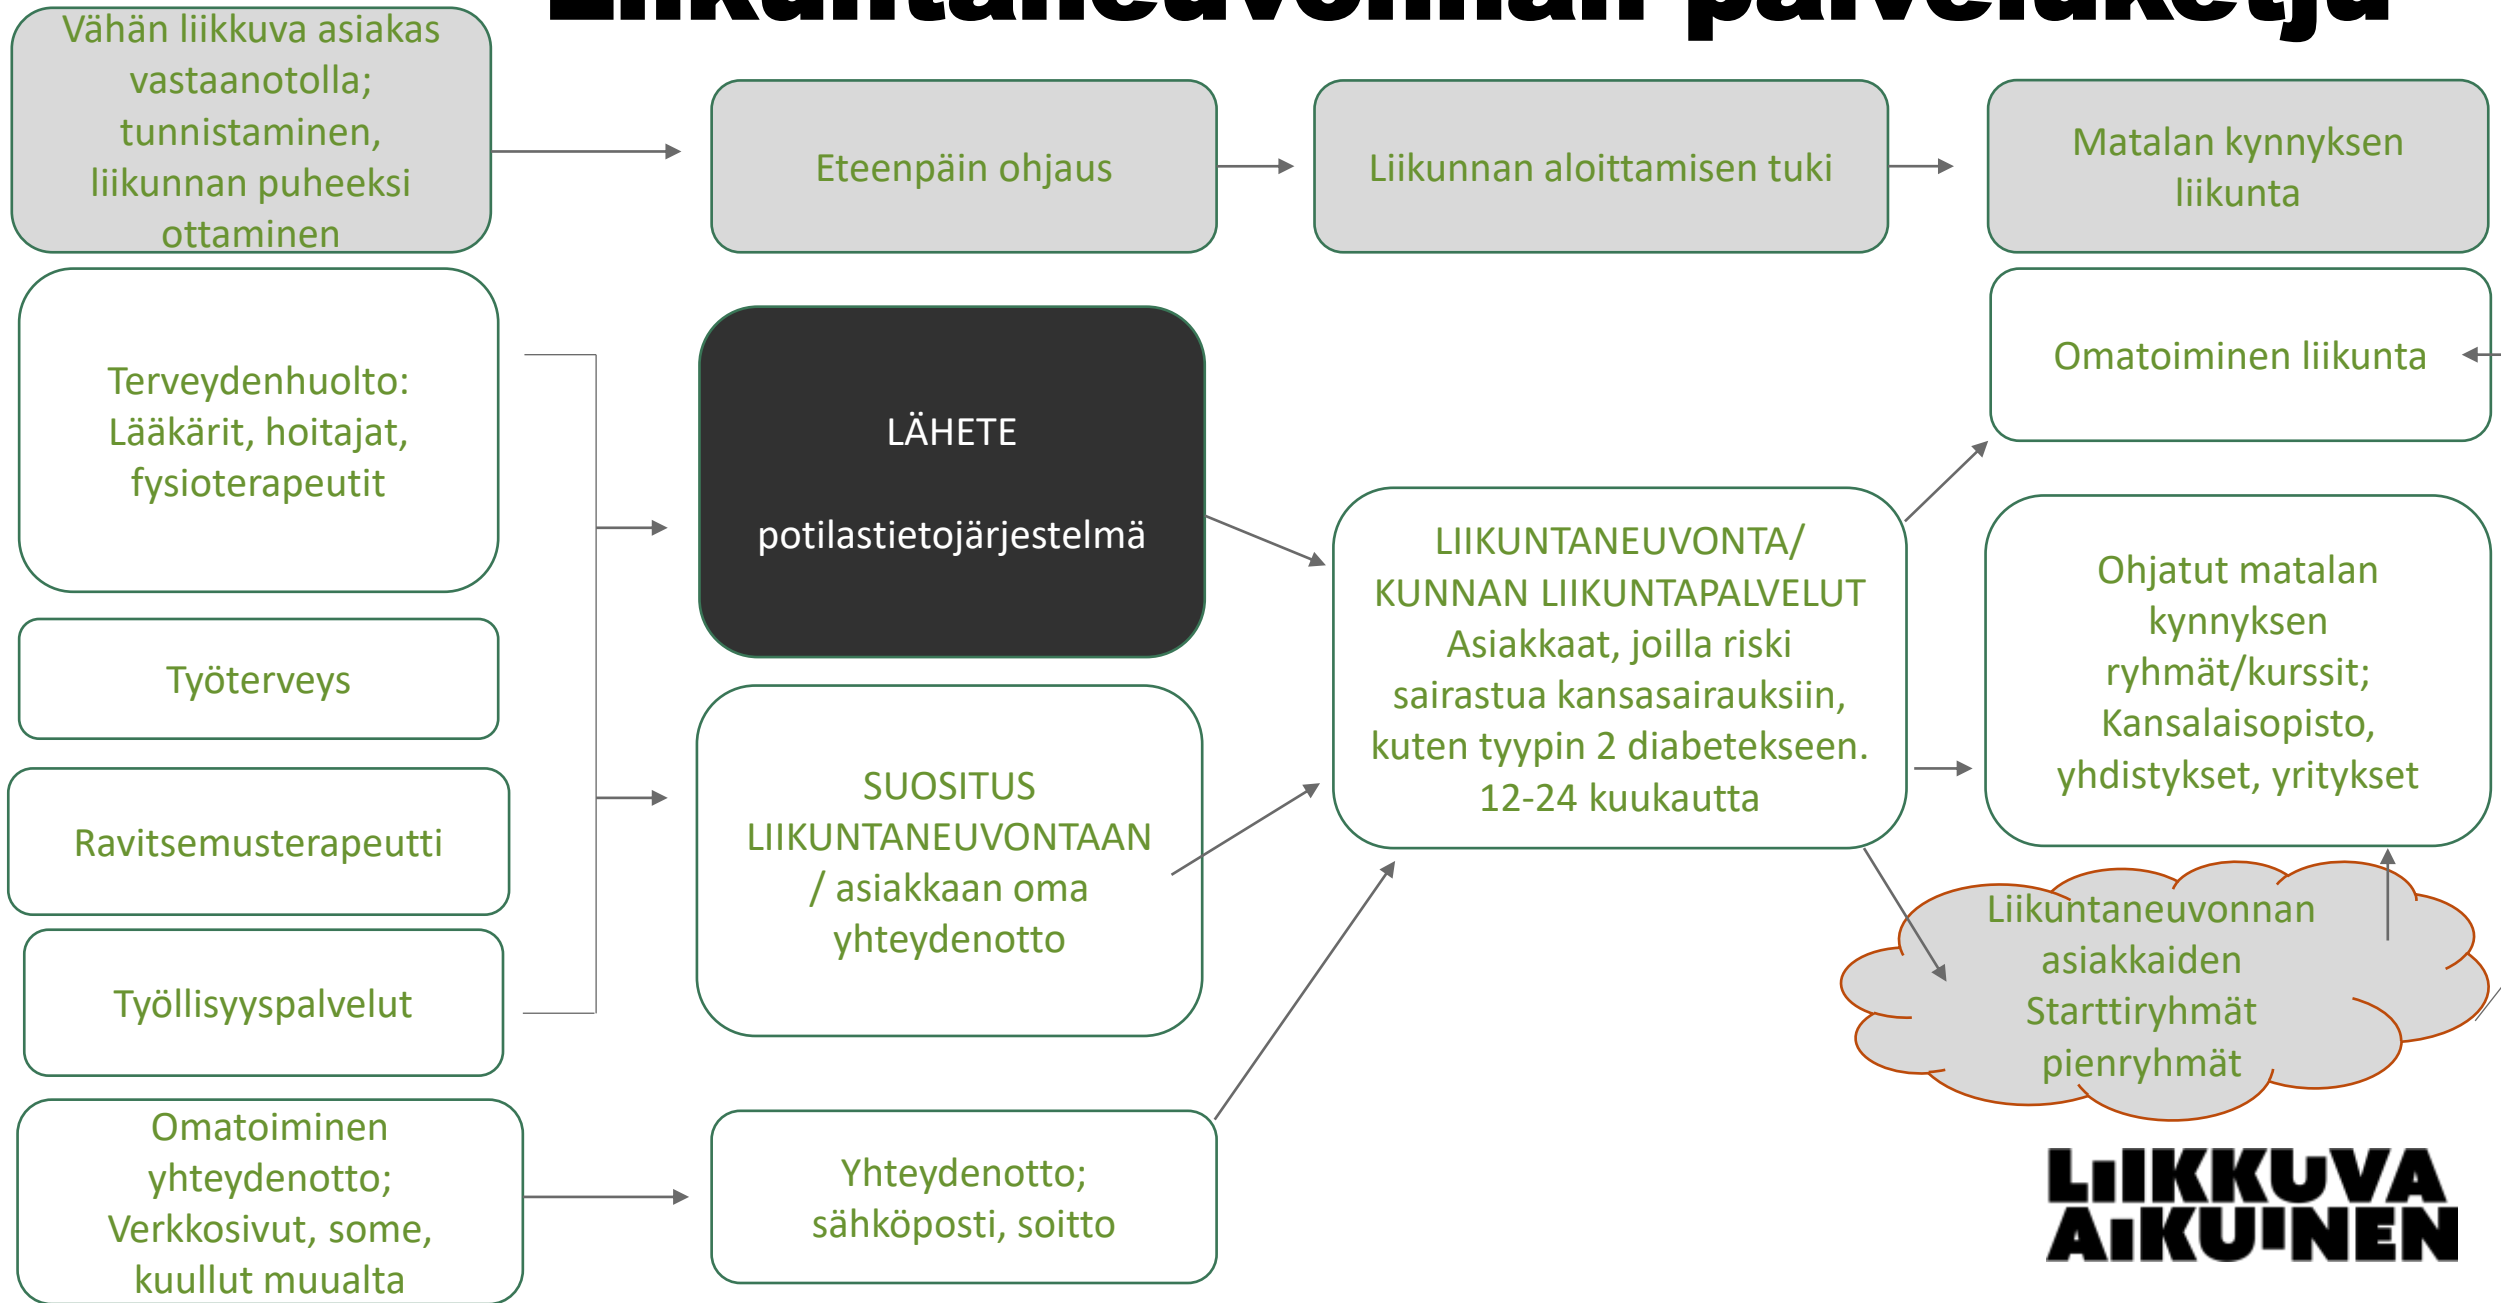 Liikuntaneuvonnan palveluketju
Vähän liikkuva asiakas
vastaanotolla;
tunnistaminen,
liikunnan puheeksi
ottaminen
Eteenpäin ohjaus
Liikunnan aloittamisen tuki
Matalan kynnyksen
liikunta
Terveydenhuolto:
Lääkärit, hoitajat,
fysioterapeutit
Työterveys
Ravitsemusterapeutti
Työllisyyspalvelut
Omatoiminen
yhteydenotto;
Verkkosivut, some,
kuullut muualta
LÄHETE
potilastietojärjestelmä
SUOSITUS
LIIKUNTANEUVONTAAN
/ asiakkaan oma
yhteydenotto
Yhteydenotto;
sähköposti, soitto
LIIKUNTANEUVONTA/
KUNNAN LIIKUNTAPALVELUT
Asiakkaat, joilla riski
sairastua kansasairauksiin,
kuten tyypin 2 diabetekseen.
12-24 kuukautta
Omatoiminen liikunta
Ohjatut matalan
kynnyksen
ryhmät/kurssit;
Kansalaisopisto,
yhdistykset, yritykset
Liikuntaneuvonnan
asiakkaiden
Starttiryhmät
pienryhmät
LIIKKUVA
AIKUINEN